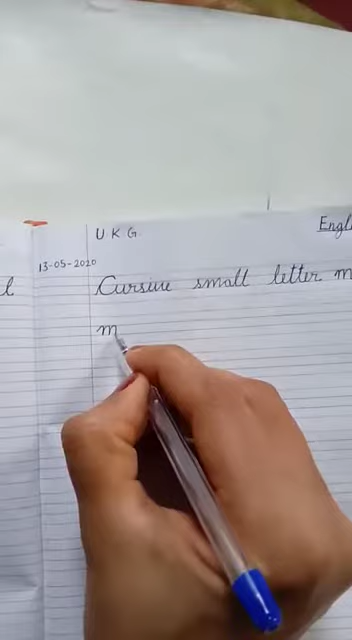 U.K.G.
Engl
13-05-2020
l
Cursive small letter m
m